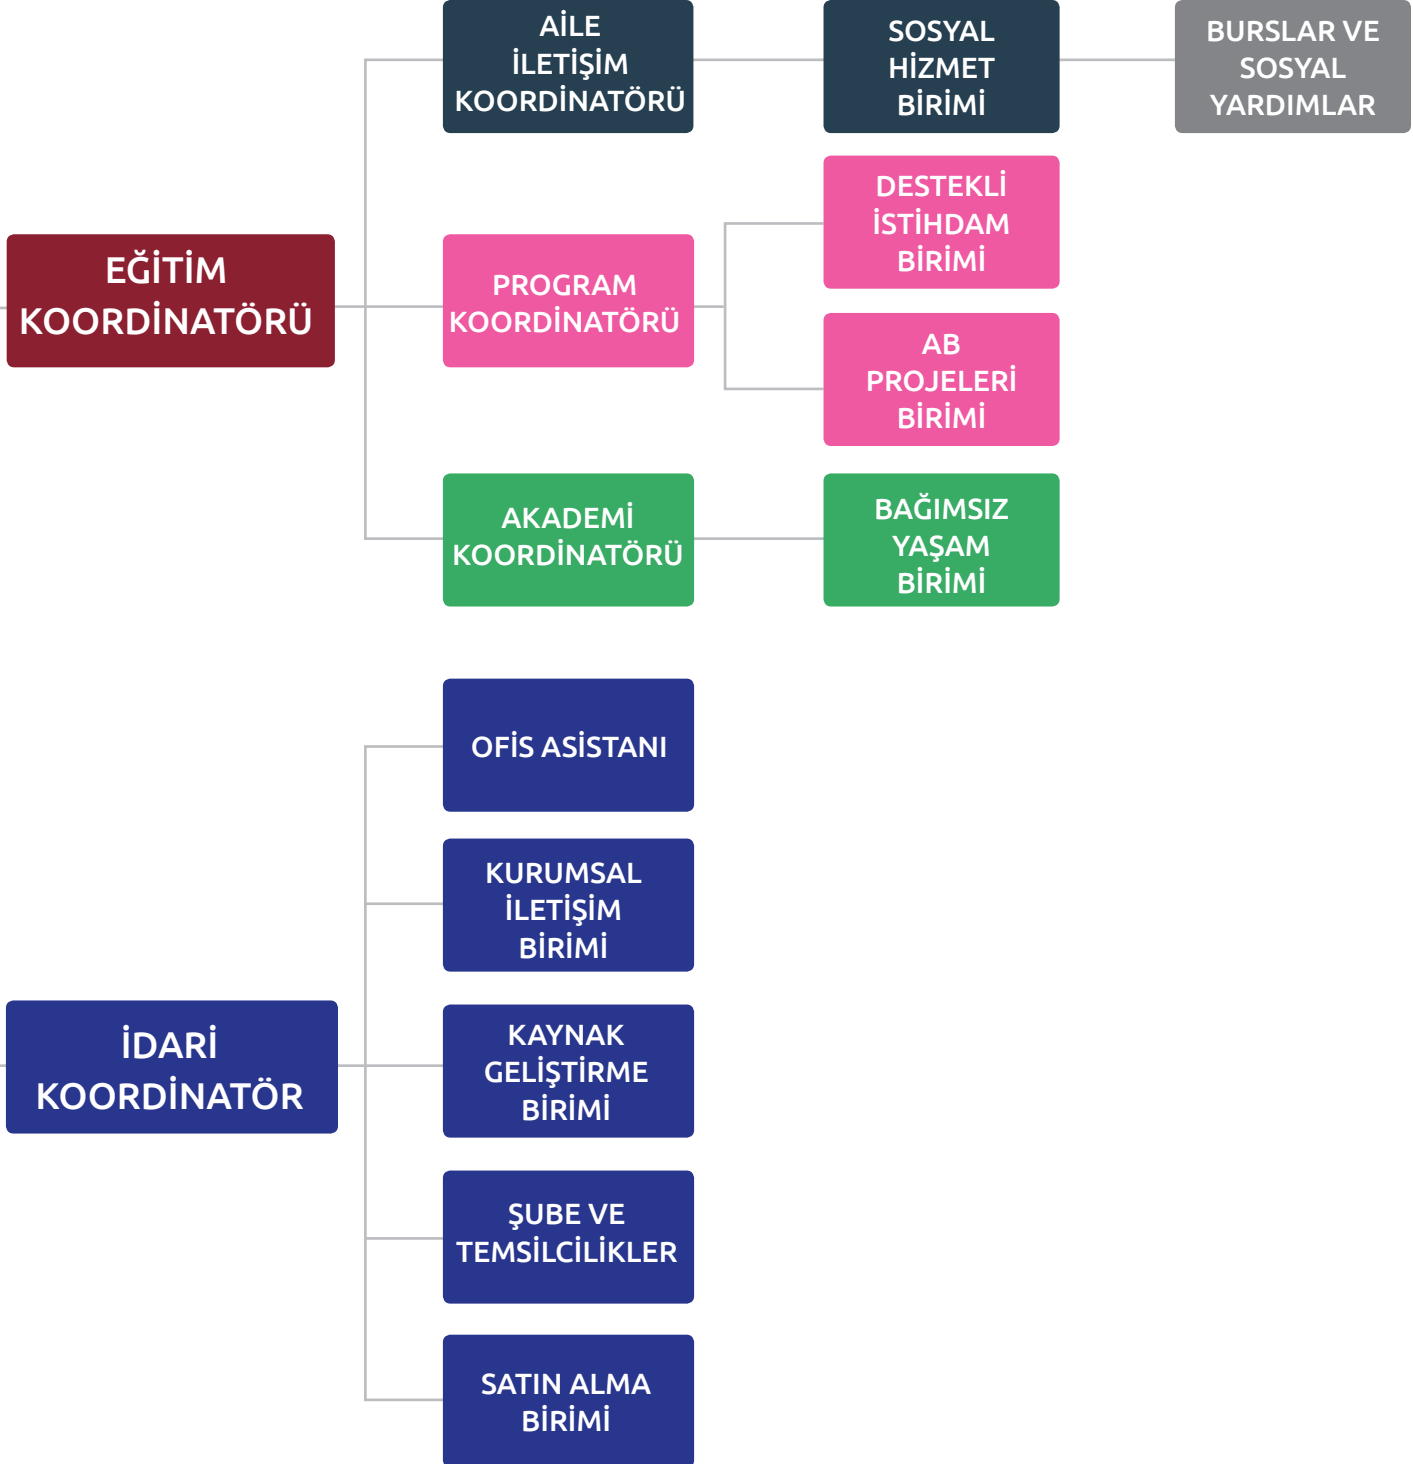 AİLE
İLETİŞİM
KOORDİNATÖRÜ
SOSYAL
HİZMET
BİRİMİ
BURSLAR VE
SOSYAL
YARDIMLAR
EĞİTİM
KOORDİNATÖRÜ
PROGRAM
KOORDİNATÖRÜ
DESTEKLİ
İSTİHDAM
BİRİMİ
AB
PROJELERİ
BİRİMİ
AKADEMİ
KOORDİNATÖRÜ
BAĞIMSIZ
YAŞAM
BİRİMİ
İDARİ
KOORDİNATÖR
OFİS ASİSTANI
KURUMSAL
İLETİŞİM
BİRİMİ
KAYNAK
GELİŞTİRME
BİRİMİ
ŞUBE VE
TEMSİLCİLİKLER
SATIN ALMA
BİRİMİ